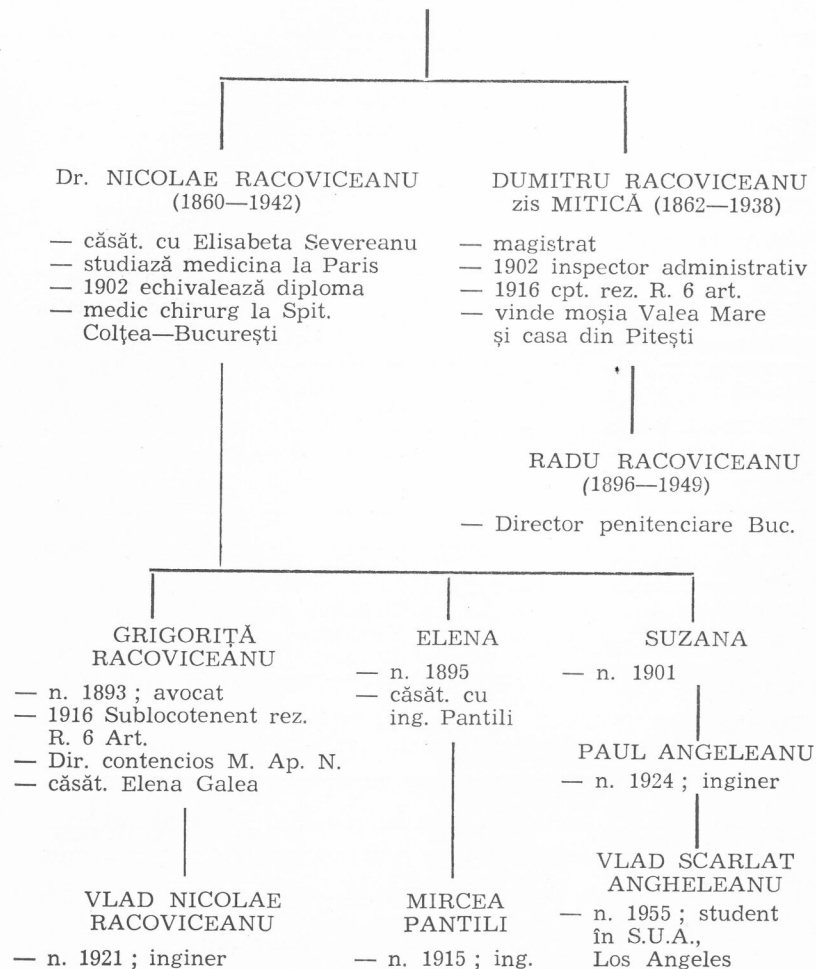 Dr. NICOLAE RACOVICEANU
(1860—1942)
— căsăt. cu Elisabeta Severeanu
— studiază medicina la Paris
— 1902 echivalează diploma
— medic chirurg la Spit.
Colțea—București
DUMITRU RACOVICEANU
zis MITICĂ (1862—1938)
— magistrat
— 1902 inspector administrativ
— 1916 cpt. rez. R. 6 art.
— vinde moșia Valea Mare
și casa din Pitești
RADU RACOVICEANU
(1896—1949)
— Director penitenciare Buc.
GRIGORIȚĂ
RACOVICEANU
— n. 1893 ; avocat
— 1916 Sublocotenent rez.
R. 6 Art.
— Dir. contencios M. Ap. N.
— căsăt. Elena Galea
ELENA
— n. 1895
— căsăt. cu
ing. Pantili
SUZANA
— n. 1901
PAUL ANGELEANU
— n. 1924 ; inginer
VLAD NICOLAE
RACOVICEANU
— n. 1921 ; inginer
MIRCEA
PANTILI
— n. 1915 ; ing.
VLAD SCARLAT
ANGHELEANU
— n. 1955 ; student
în S.U.A.,
Los Angeles